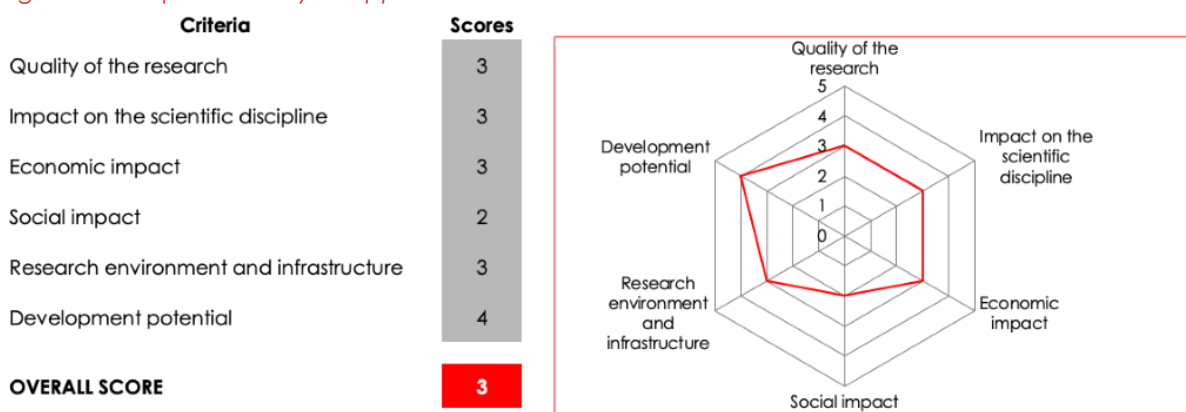 Criteria Scores
Quality of the research 3
Impact on the scientific discipline 3
Economic impact 3
Social impact 2
Research environment and infrastructure 3
Development potential 4
OVERALL SCORE 3
Quality of the
research
5
4
3
2
1
0
Impact on the
scientific
discipline
Economic
impact
Social impact
Research
environment
and
infrastructure
Development
potential